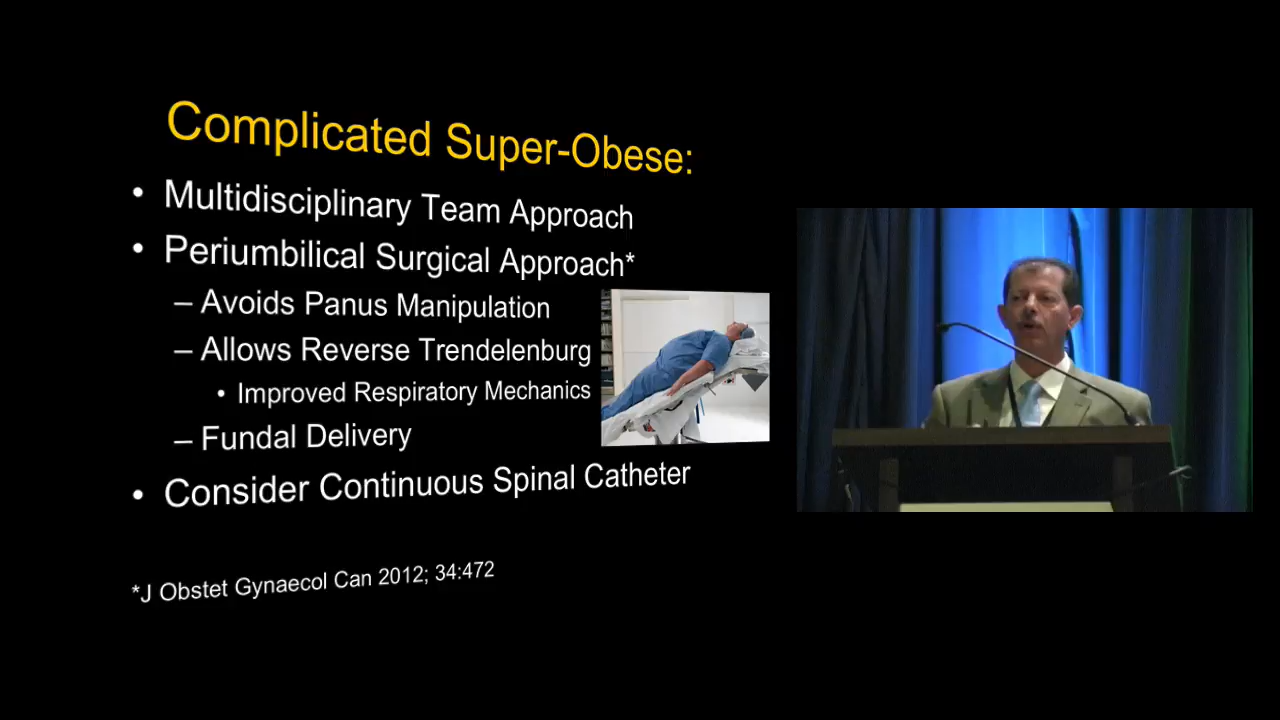 Complicated Super-Obese:
• Multidisciplinary Team Approach
• Periumbilical Surgical Approach*
– Avoids Panus Manipulation
– Allows Reverse Trendelenburg
• Improved Respiratory Mechanics
– Fundal Delivery
• Consider Continuous Spinal Catheter
*J Obstet Gynaecol Can 2012; 34:472